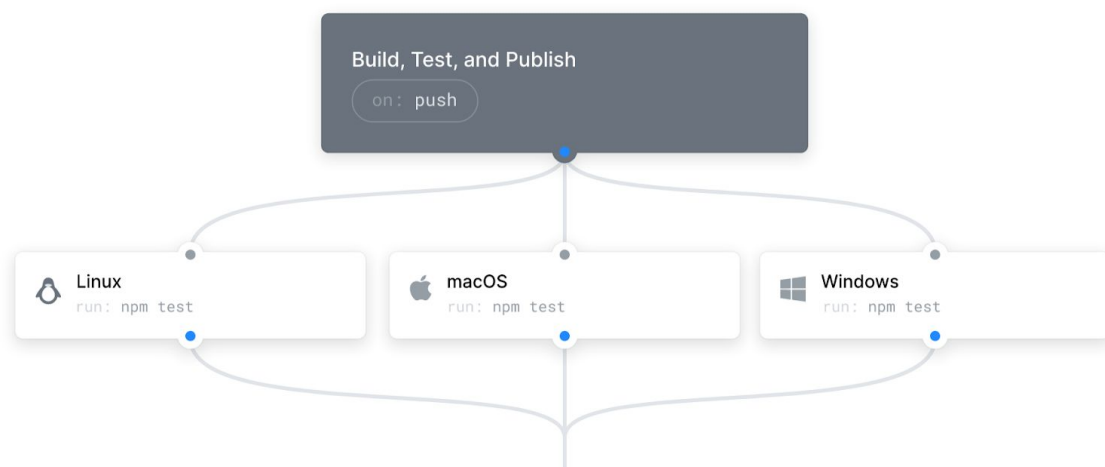 Build, Test, and Publish
on: push
Linux
run: npm test
macOS
run: npm test
Windows
run: npm test